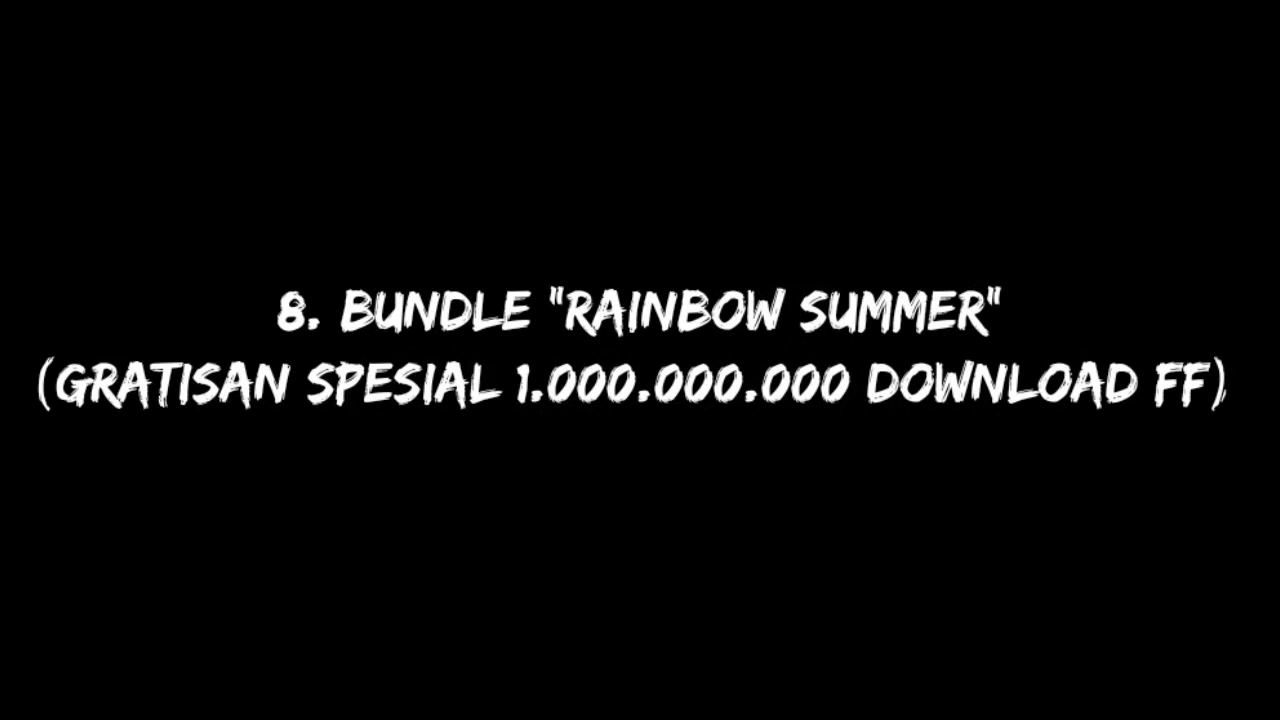 8. BUNDLE "RAINBOW SUMMER"
(GRATISAN SPESIAL 1.000.000.000 DOWNLOAD FF)